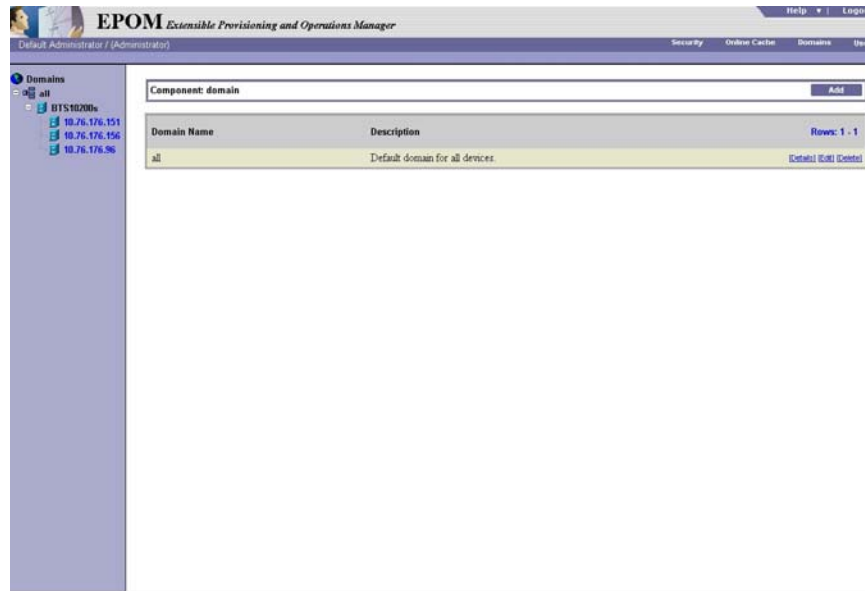 EPOM Extensible Provisioning and Operations Manager
Help ▼ | Logo
Default Administrator / (Administrator)
Security Online Cache Domains Us
Domains
all
BTS10200s
10.76.176.151
10.76.176.156
10.76.176.96
Component: domain Add
Domain Name Description Rows: 1 - 1
all Default domain for all devices. [Details] [Edit] [Delete]